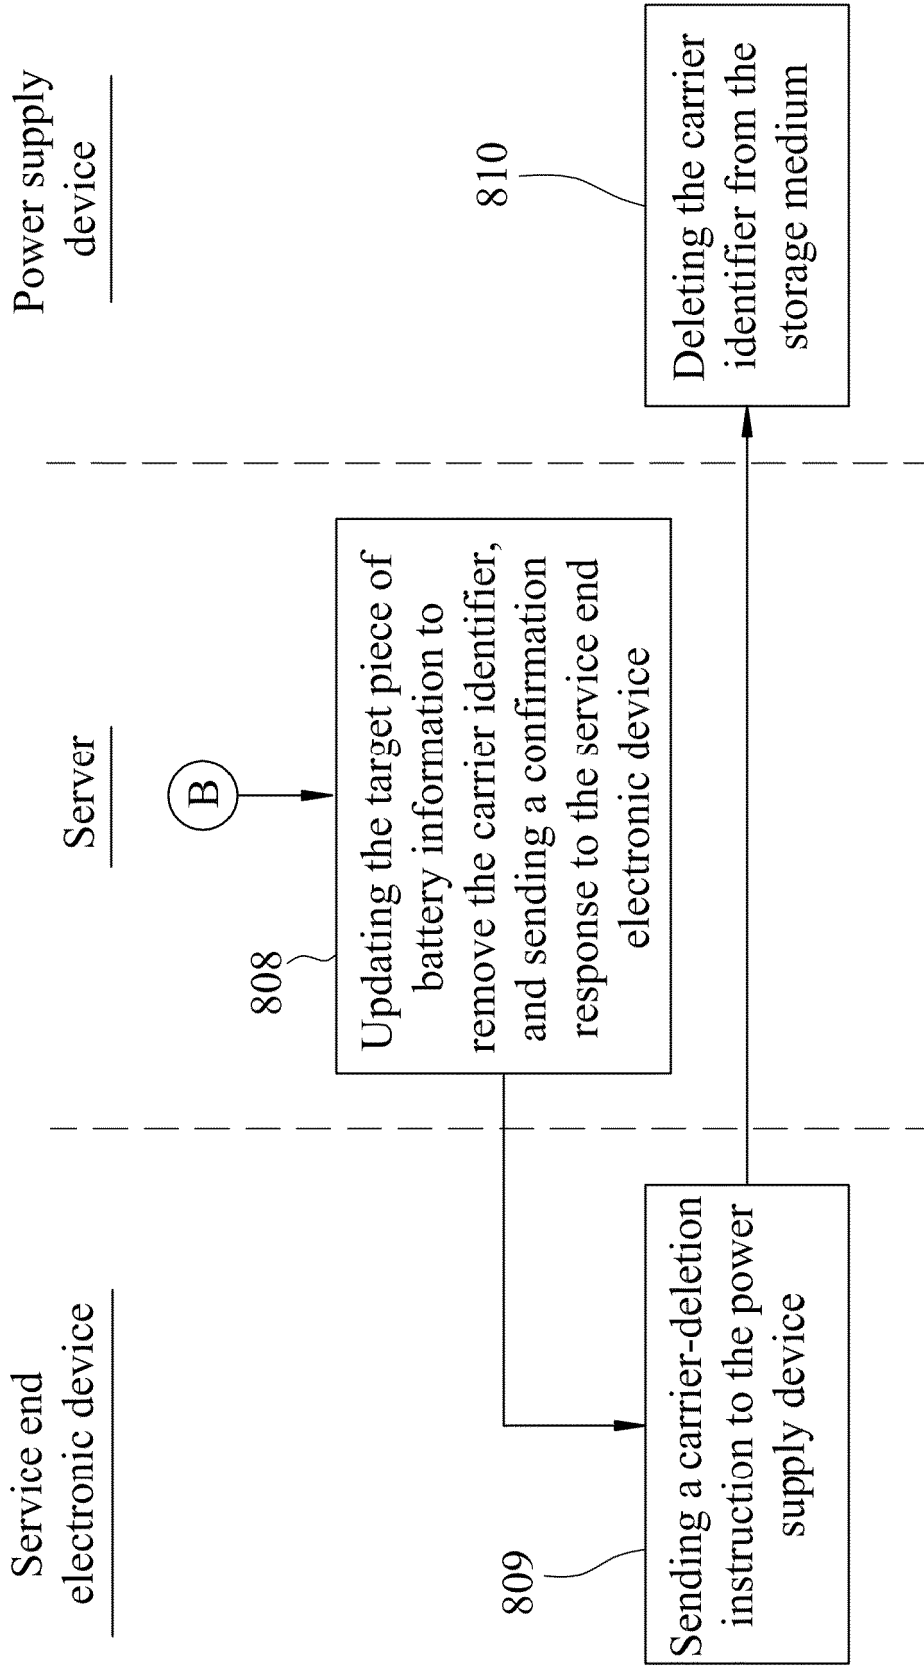 Service end
electronic device
Server
Power supply
device
B
808
Updating the target piece of
battery information to
remove the carrier identifier,
and sending a confirmation
response to the service end
electronic device
809
Sending a carrier-deletion
instruction to the power
supply device
810
Deleting the carrier
identifier from the
storage medium